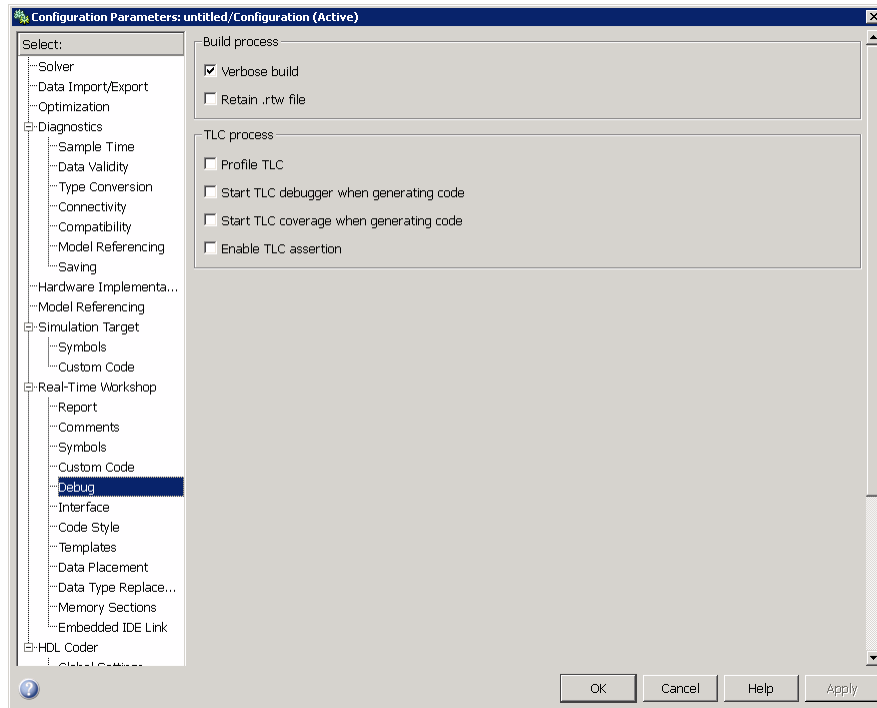 Configuration Parameters: untitled/Configuration (Active)
Select:
Solver
Data Import/Export
Optimization
Diagnostics
Sample Time
Data Validity
Type Conversion
Connectivity
Compatibility
Model Referencing
Saving
Hardware Implementa...
Model Referencing
Simulation Target
Symbols
Custom Code
Real-Time Workshop
Report
Comments
Symbols
Custom Code
Debug
Interface
Code Style
Templates
Data Placement
Data Type Replace...
Memory Sections
Embedded IDE Link
HDL Coder
Global Settings
Build process
Verbose build
Retain .rtw file
TLC process
Profile TLC
Start TLC debugger when generating code
Start TLC coverage when generating code
Enable TLC assertion
OK
Cancel
Help
Apply